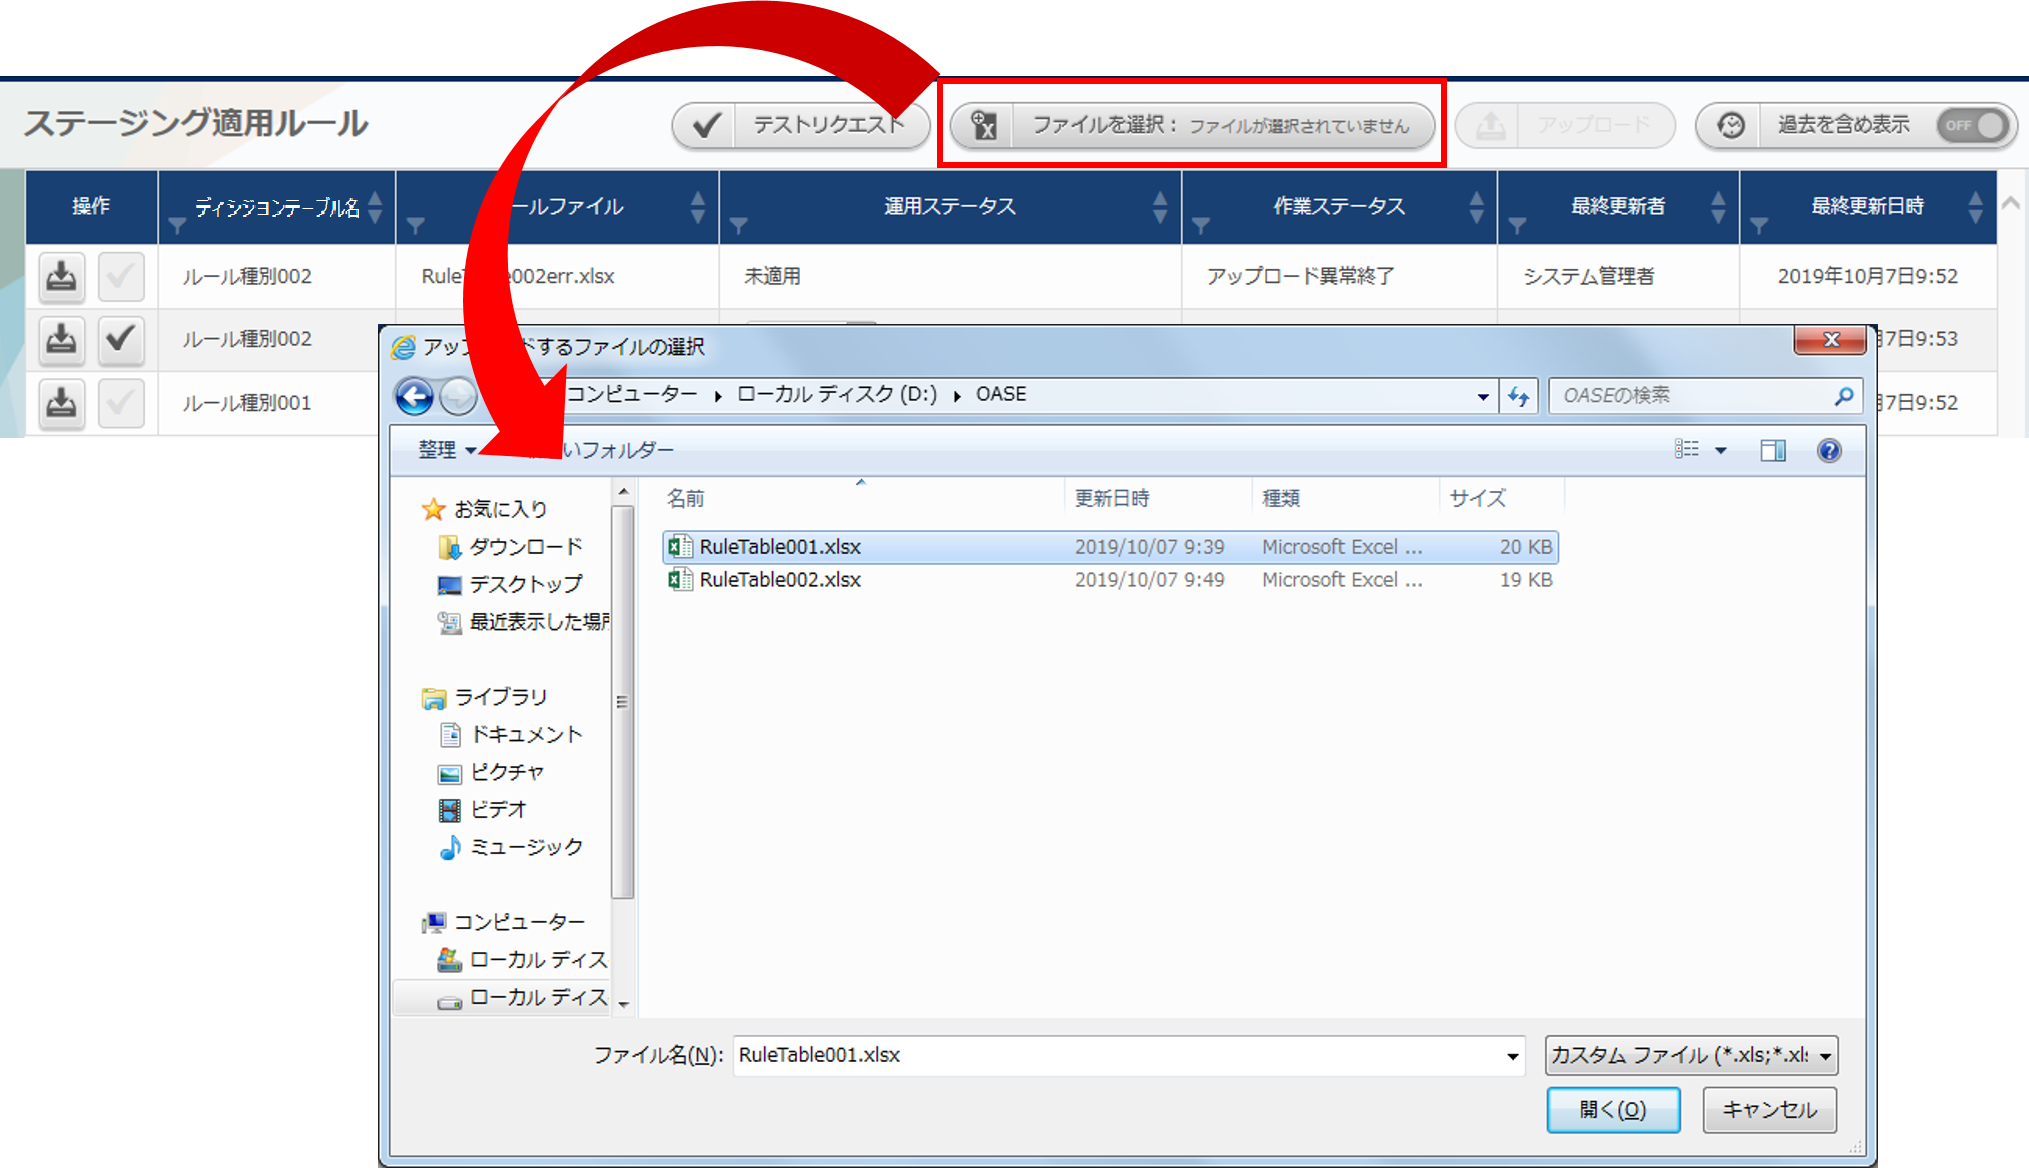 ステージング適用ルール
テストリクエスト
ファイルを選択： ファイルが選択されていません
アップロード
過去を含め表示 OFF
操作 ディシジョンテーブル名 ールファイル 運用ステータス 作業ステータス 最終更新者 最終更新日時
ルール種別002 Rule e002err.xlsx 未適用 アップロード異常終了 システム管理者 2019年10月7日9:52
ルール種別002 7日9:53
ルール種別001 7日9:52
アッ ドするファイルの選択
コンピューター ▸ ローカル ディスク (D:) ▸ OASE
OASEの検索
整理 いフォルダー
名前 更新日時 種類 サイズ
RuleTable001.xlsx 2019/10/07 9:39 Microsoft Excel ... 20 KB
RuleTable002.xlsx 2019/10/07 9:49 Microsoft Excel ... 19 KB
お気に入り
ダウンロード
デスクトップ
最近表示した場所
ライブラリ
ドキュメント
ピクチャ
ビデオ
ミュージック
コンピューター
ローカル ディス
ローカル ディス
ファイル名(N): RuleTable001.xlsx
カスタム ファイル (*.xls;*.xls
開く(O)
キャンセル